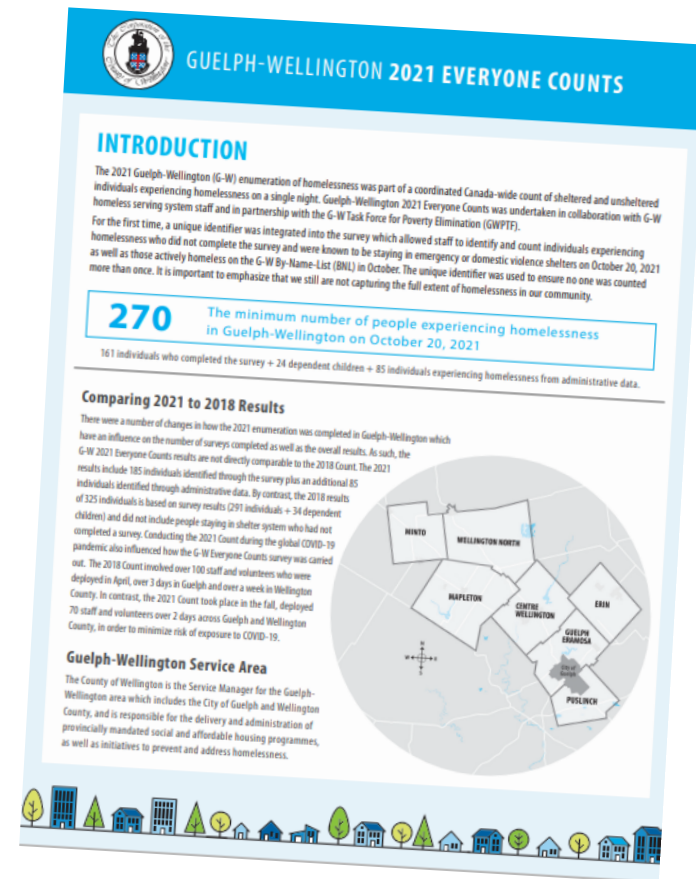 The Corporation of the
County of Wellington
GUELPH-WELLINGTON 2021 EVERYONE COUNTS
INTRODUCTION
The 2021 Guelph-Wellington (G-W) enumeration of homelessness was part of a coordinated Canada-wide count of sheltered and unsheltered
individuals experiencing homelessness on a single night. Guelph-Wellington 2021 Everyone Counts was undertaken in collaboration with G-W
homeless serving system staff and in partnership with the G-W Task Force for Poverty Elimination (GWPTF).
For the first time, a unique identifier was integrated into the survey which allowed staff to identify and count individuals experiencing
homelessness who did not complete the survey and were known to be staying in emergency or domestic violence shelters on October 20, 2021
as well as those actively homeless on the G-W By-Name-List (BNL) in October. The unique identifier was used to ensure no one was counted
more than once. It is important to emphasize that we still are not capturing the full extent of homelessness in our community.
270
The minimum number of people experiencing homelessness
in Guelph-Wellington on October 20, 2021
161 individuals who completed the survey + 24 dependent children + 85 individuals experiencing homelessness from administrative data.
Comparing 2021 to 2018 Results
There were a number of changes in how the 2021 enumeration was completed in Guelph-Wellington which
have an influence on the number of surveys completed as well as the overall results. As such, the
G-W 2021 Everyone Counts results are not directly comparable to the 2018 Count. The 2021
results include 185 individuals identified through the survey plus an additional 85
individuals identified through administrative data. By contrast, the 2018 results
of 325 individuals is based on survey results (291 individuals + 34 dependent
children) and did not include people staying in shelter system who had not
completed a survey. Conducting the 2021 Count during the global COVID-19
pandemic also influenced how the G-W Everyone Counts survey was carried
out. The 2018 Count involved over 100 staff and volunteers who were
deployed in April, over 3 days in Guelph and over a week in Wellington
County. In contrast, the 2021 Count took place in the fall, deployed
70 staff and volunteers over 2 days across Guelph and Wellington
County, in order to minimize risk of exposure to COVID-19.
Guelph-Wellington Service Area
The County of Wellington is the Service Manager for the Guelph-
Wellington area which includes the City of Guelph and Wellington
County, and is responsible for the delivery and administration of
provincially mandated social and affordable housing programmes,
as well as initiatives to prevent and address homelessness.
MINTO
WELLINGTON NORTH
MAPLETON
CENTRE
WELLINGTON
ERIN
GUELPH
ERAMOSA
City of
Guelph
PUSLINCH
N
W
E
S